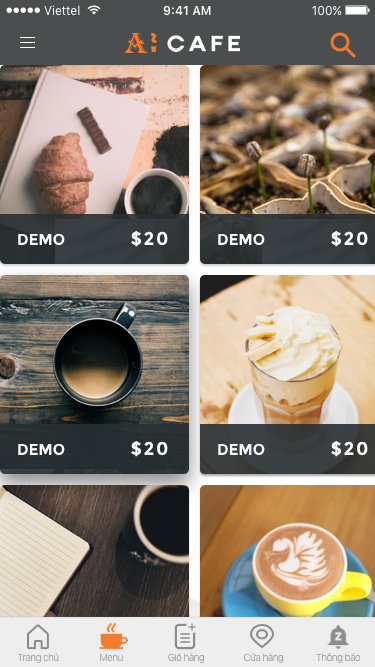 Viettel 9:41 AM 100%
Ai CAFE
DEMO $20 DEMO $20
DEMO $20 DEMO $20
Trang chủ Menu Giỏ hàng Cửa hàng Thông báo